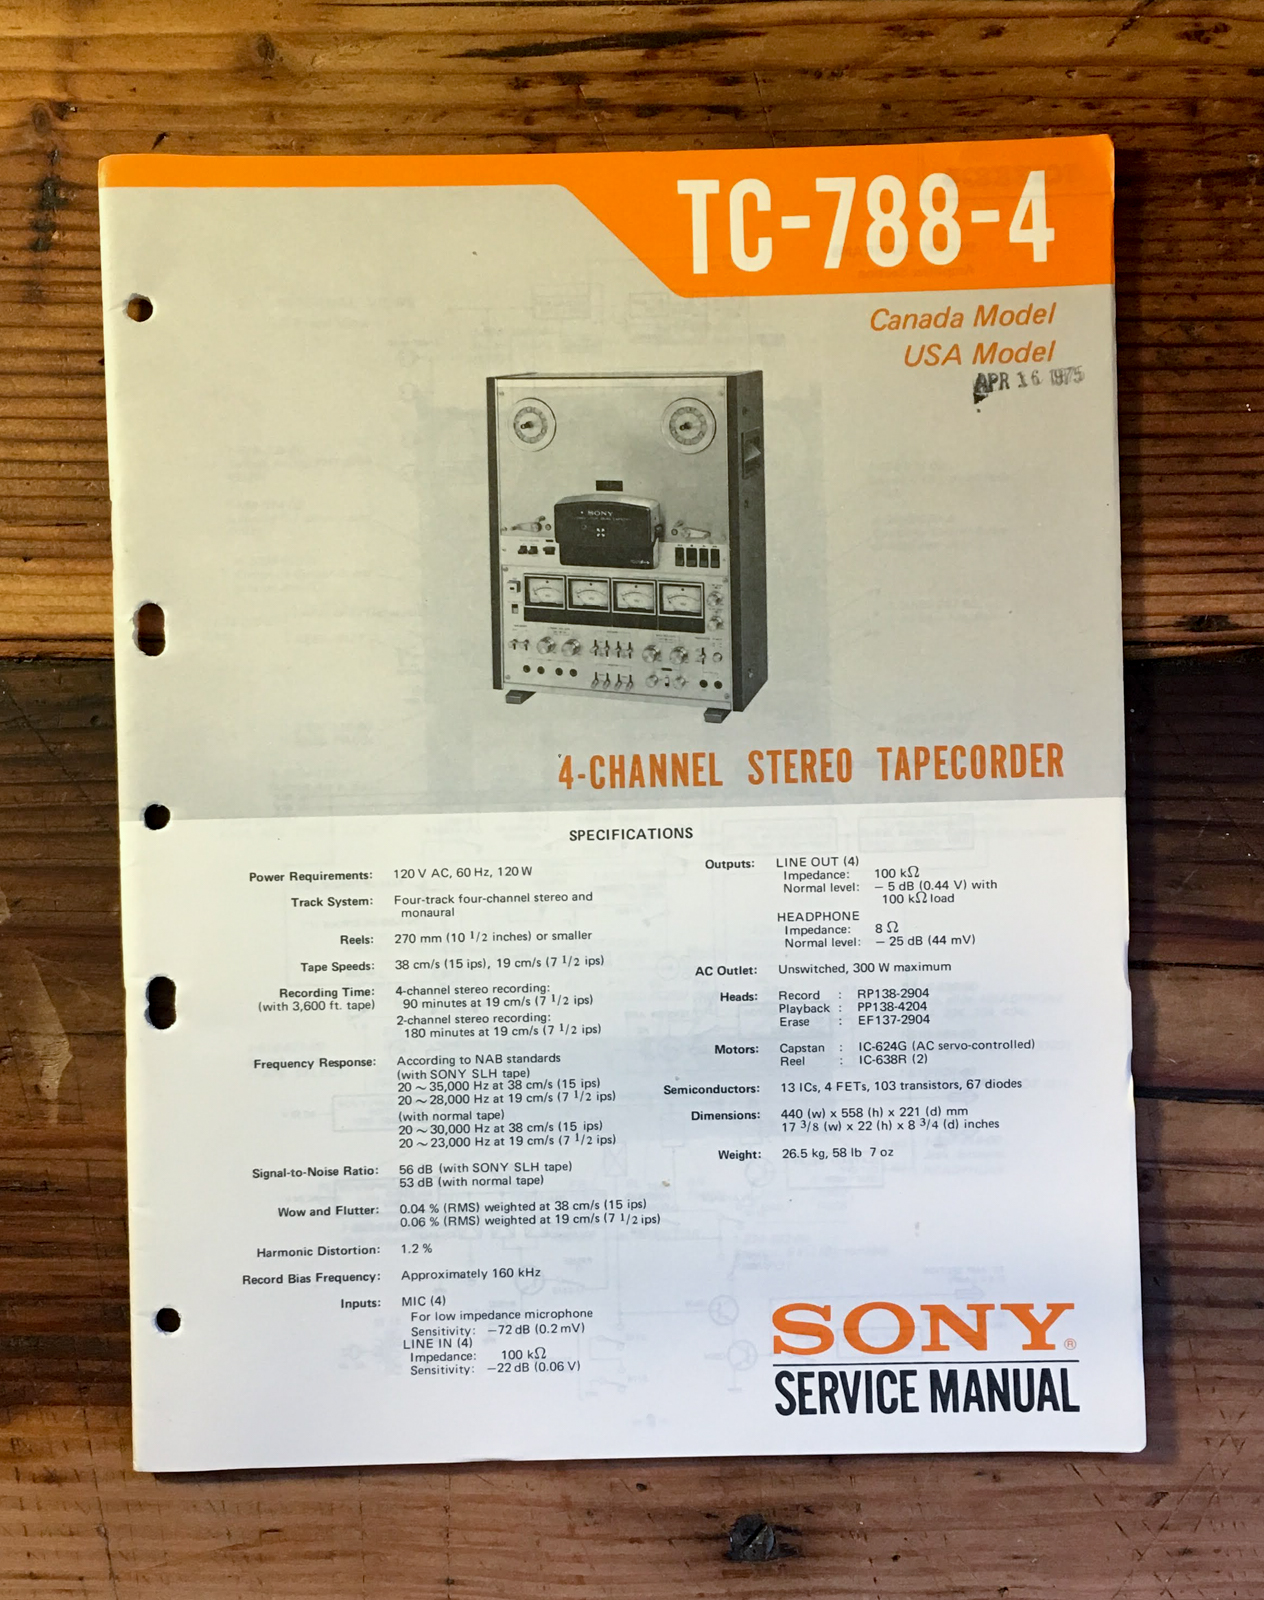 TC-788-4
Canada Model
USA Model
APR 16 1975
SONY
4-CHANNEL STEREO TAPECORDER
SPECIFICATIONS
Power Requirements: 120 V AC, 60 Hz, 120 W
Track System: Four-track four-channel stereo and
monaural
Reels: 270 mm (10 1/2 inches) or smaller
Tape Speeds: 38 cm/s (15 ips), 19 cm/s (7 1/2 ips)
Recording Time: 4-channel stereo recording:
(with 3,600 ft. tape) 90 minutes at 19 cm/s (7 1/2 ips)
2-channel stereo recording:
180 minutes at 19 cm/s (7 1/2 ips)
Frequency Response: According to NAB standards
(with SONY SLH tape)
20 ~ 35,000 Hz at 38 cm/s (15 ips)
20 ~ 28,000 Hz at 19 cm/s (7 1/2 ips)
(with normal tape)
20 ~ 30,000 Hz at 38 cm/s (15 ips)
20 ~ 23,000 Hz at 19 cm/s (7 1/2 ips)
Signal-to-Noise Ratio: 56 dB (with SONY SLH tape)
53 dB (with normal tape)
Wow and Flutter: 0.04 % (RMS) weighted at 38 cm/s (15 ips)
0.06 % (RMS) weighted at 19 cm/s (7 1/2 ips)
Harmonic Distortion: 1.2 %
Record Bias Frequency: Approximately 160 kHz
Inputs: MIC (4)
For low impedance microphone
Sensitivity: −72 dB (0.2 mV)
LINE IN (4)
Impedance: 100 kΩ
Sensitivity: −22 dB (0.06 V)
Outputs: LINE OUT (4)
Impedance: 100 kΩ
Normal level: − 5 dB (0.44 V) with
100 kΩ load
HEADPHONE
Impedance: 8 Ω
Normal level: − 25 dB (44 mV)
AC Outlet: Unswitched, 300 W maximum
Heads: Record : RP138-2904
Playback : PP138-4204
Erase : EF137-2904
Motors: Capstan : IC-624G (AC servo-controlled)
Reel : IC-638R (2)
Semiconductors: 13 ICs, 4 FETs, 103 transistors, 67 diodes
Dimensions: 440 (w) x 558 (h) x 221 (d) mm
17 3/8 (w) x 22 (h) x 8 3/4 (d) inches
Weight: 26.5 kg, 58 lb 7 oz
SONY®
SERVICE MANUAL